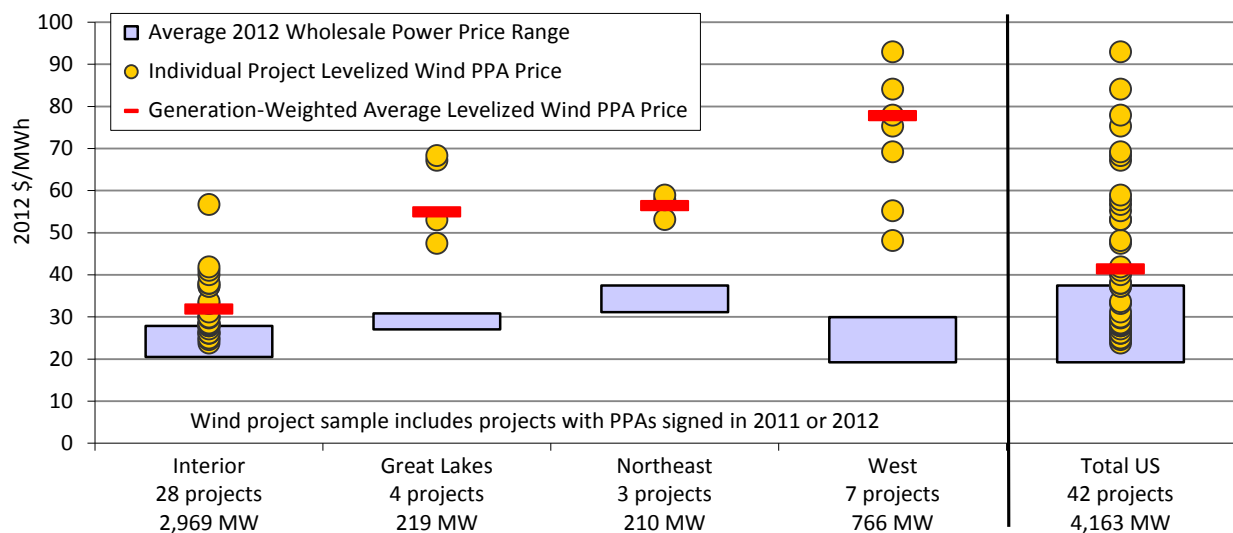 2012 $/MWh
100
90
80
70
60
50
40
30
20
10
0
Average 2012 Wholesale Power Price Range
Individual Project Levelized Wind PPA Price
Generation-Weighted Average Levelized Wind PPA Price
Wind project sample includes projects with PPAs signed in 2011 or 2012
Interior
28 projects
2,969 MW
Great Lakes
4 projects
219 MW
Northeast
3 projects
210 MW
West
7 projects
766 MW
Total US
42 projects
4,163 MW